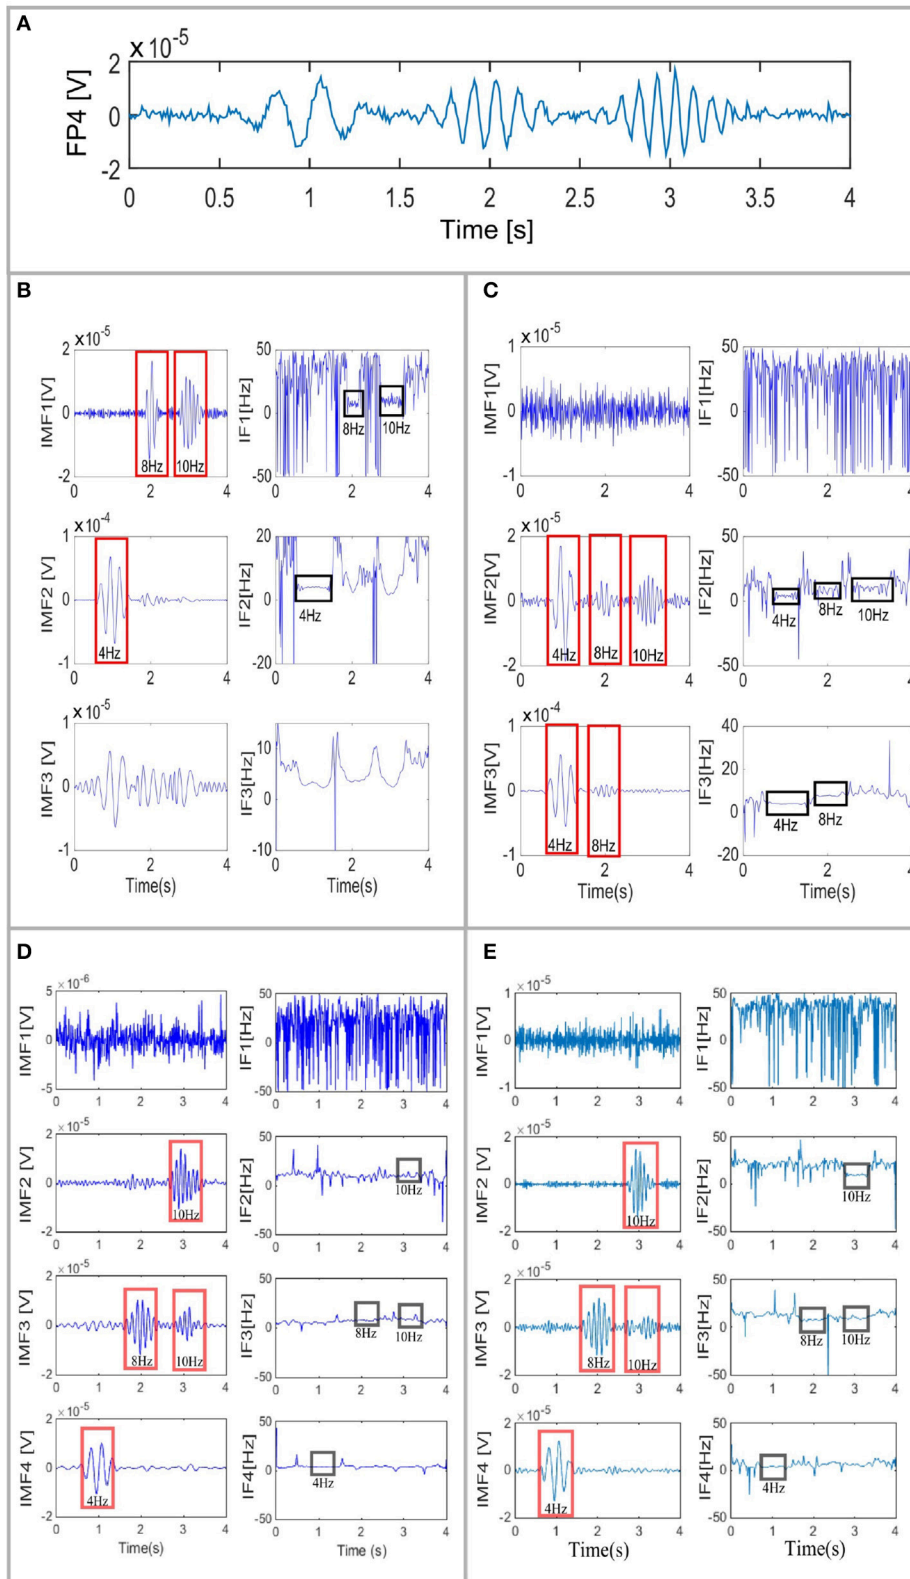 A
×10^-5
FP4 [V]
2
0
-2
0 0.5 1 1.5 2 2.5 3 3.5 4
Time [s]
B
×10^-5
IMF1[V]
2
0
-2
8Hz 10Hz
0 2 4
IF1[Hz]
50
0
-50
8Hz 10Hz
0 2 4
×10^-4
IMF2 [V]
1
0
-1
4Hz
0 2 4
IF2[Hz]
20
0
-20
4Hz
0 2 4
×10^-5
IMF3 [V]
1
0
-1
0 2 4
Time(s)
IF3[Hz]
10
0
-10
0 2 4
Time(s)
C
×10^-5
IMF1[V]
1
0
-1
0 2 4
IF1[Hz]
50
0
-50
0 2 4
×10^-5
IMF2[V]
2
0
-2
4Hz 8Hz 10Hz
0 2 4
IF2[Hz]
50
0
-50
4Hz 8Hz 10Hz
0 2 4
×10^-4
IMF3[V]
1
0
-1
4Hz 8Hz
0 2 4
Time(s)
IF3[Hz]
40
20
0
-20
4Hz 8Hz
0 2 4
Time(s)
D
×10^-6
IMF1[V]
5
0
-5
0 1 2 3 4
IF1[Hz]
50
0
-50
0 1 2 3 4
×10^-5
IMF2 [V]
2
0
-2
10Hz
0 1 2 3 4
IF2[Hz]
50
0
-50
10Hz
0 1 2 3 4
×10^-5
IMF3 [V]
2
0
-2
8Hz 10Hz
0 1 2 3 4
IF3[Hz]
50
0
-50
8Hz 10Hz
0 1 2 3 4
×10^-5
IMF4 [V]
2
0
-2
4Hz
0 1 2 3 4
Time(s)
IF4[Hz]
50
0
-50
4Hz
0 1 2 3 4
Time (s)
E
×10^-5
IMF1[V]
1
0
-1
0 1 2 3 4
IF1[Hz]
50
0
-50
0 1 2 3 4
×10^-5
IMF2 [V]
2
0
-2
10Hz
0 1 2 3 4
IF2[Hz]
50
0
-50
10Hz
0 1 2 3 4
×10^-5
IMF3 [V]
2
0
-2
8Hz 10Hz
0 1 2 3 4
IF3[Hz]
50
0
-50
8Hz 10Hz
0 1 2 3 4
×10^-5
IMF4 [V]
2
0
-2
4Hz
0 1 2 3 4
Time(s)
IF4[Hz]
50
0
-50
4Hz
0 1 2 3 4
Time(s)